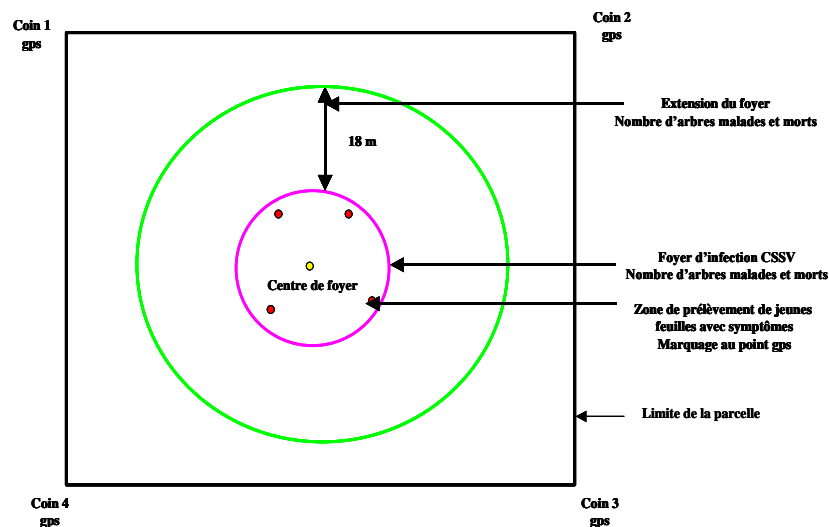 Coin 1
gps
Coin 2
gps
Extension du foyer
Nombre d'arbres malades et morts
18 m
Foyer d'infection CSSV
Nombre d'arbres malades et morts
Centre de foyer
Zone de prélèvement de jeunes
feuilles avec symptômes
Marquage au point gps
Limite de la parcelle
Coin 4
gps
Coin 3
gps